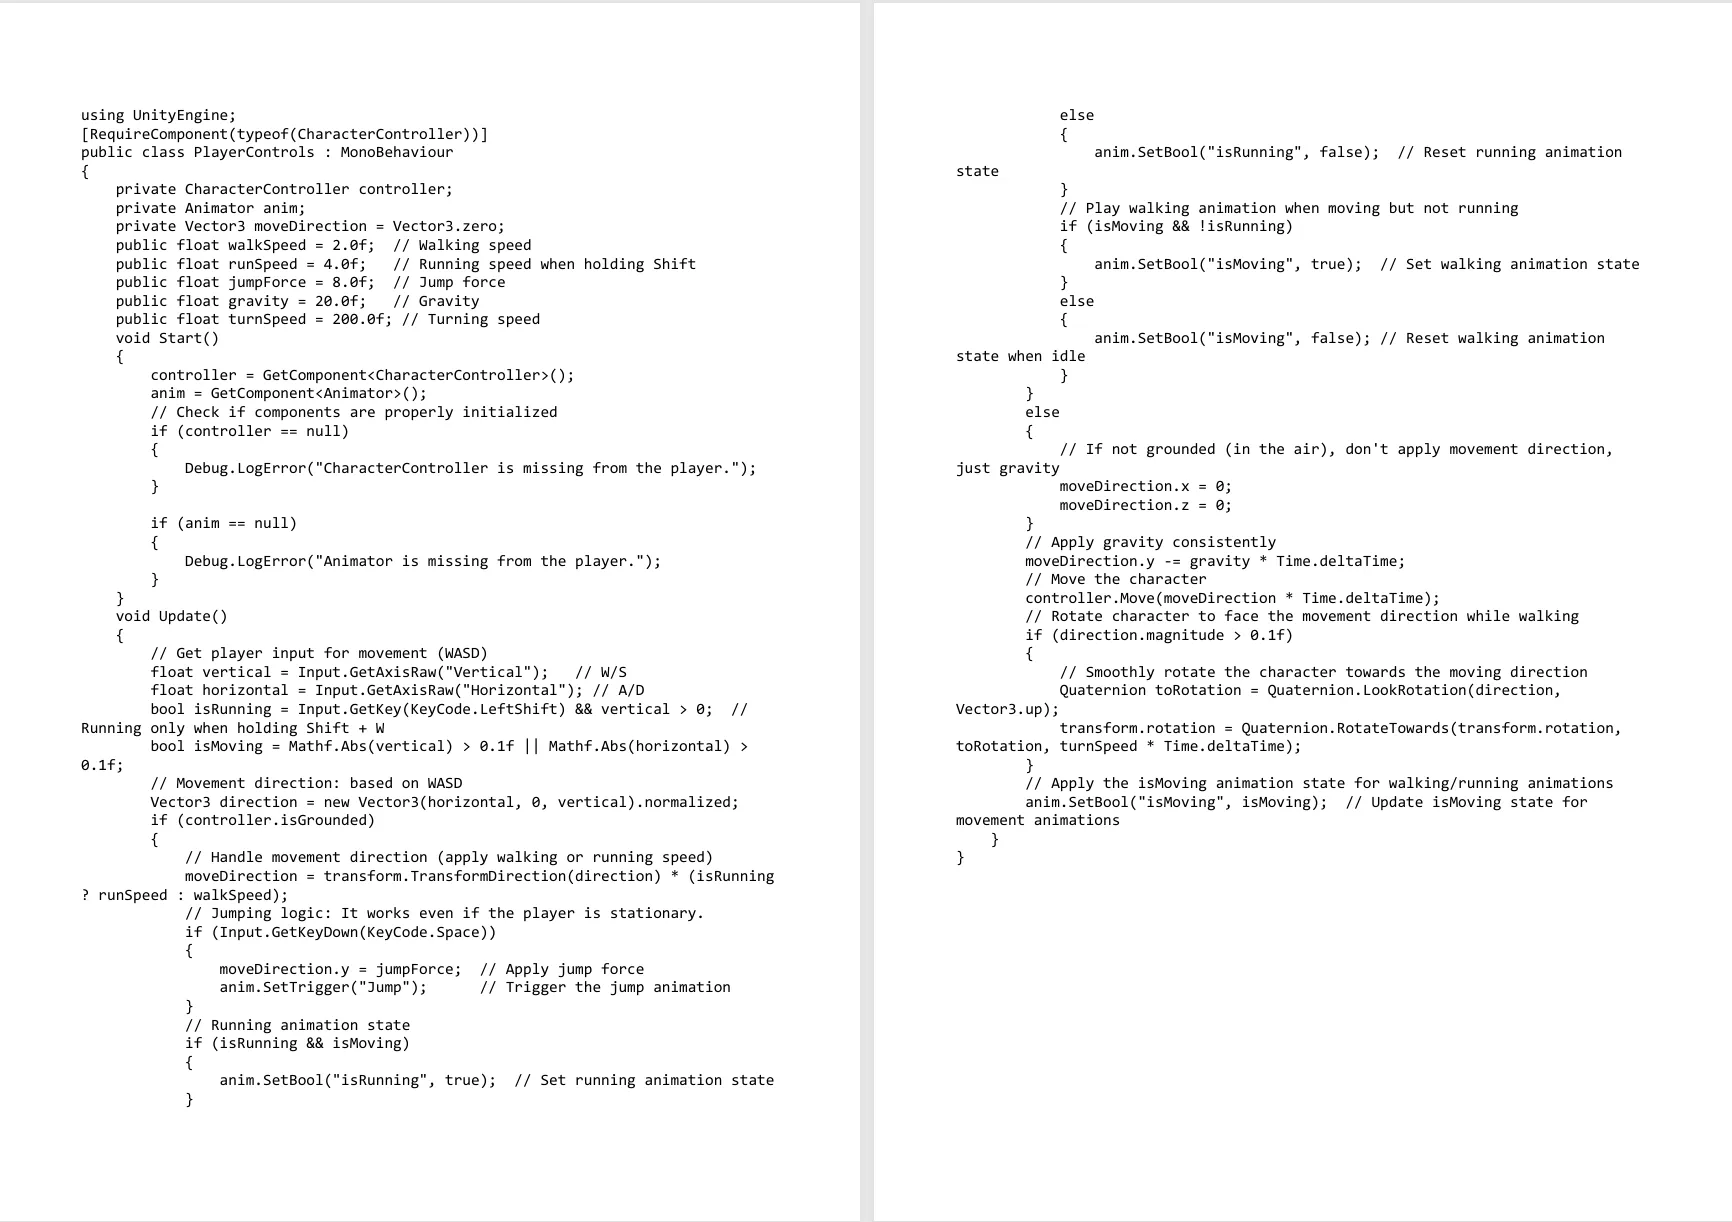 using UnityEngine;
[RequireComponent(typeof(CharacterController))]
public class PlayerControls : MonoBehaviour
{
    private CharacterController controller;
    private Animator anim;
    private Vector3 moveDirection = Vector3.zero;
    public float walkSpeed = 2.0f;  // Walking speed
    public float runSpeed = 4.0f;   // Running speed when holding Shift
    public float jumpForce = 8.0f;  // Jump force
    public float gravity = 20.0f;   // Gravity
    public float turnSpeed = 200.0f; // Turning speed
    void Start()
    {
        controller = GetComponent<CharacterController>();
        anim = GetComponent<Animator>();
        // Check if components are properly initialized
        if (controller == null)
        {
            Debug.LogError("CharacterController is missing from the player.");
        }

        if (anim == null)
        {
            Debug.LogError("Animator is missing from the player.");
        }
    }
    void Update()
    {
        // Get player input for movement (WASD)
        float vertical = Input.GetAxisRaw("Vertical");   // W/S
        float horizontal = Input.GetAxisRaw("Horizontal"); // A/D
        bool isRunning = Input.GetKey(KeyCode.LeftShift) && vertical > 0;  //
Running only when holding Shift + W
        bool isMoving = Mathf.Abs(vertical) > 0.1f || Mathf.Abs(horizontal) >
0.1f;
        // Movement direction: based on WASD
        Vector3 direction = new Vector3(horizontal, 0, vertical).normalized;
        if (controller.isGrounded)
        {
            // Handle movement direction (apply walking or running speed)
            moveDirection = transform.TransformDirection(direction) * (isRunning
? runSpeed : walkSpeed);
            // Jumping logic: It works even if the player is stationary.
            if (Input.GetKeyDown(KeyCode.Space))
            {
                moveDirection.y = jumpForce;  // Apply jump force
                anim.SetTrigger("Jump");      // Trigger the jump animation
            }
            // Running animation state
            if (isRunning && isMoving)
            {
                anim.SetBool("isRunning", true);  // Set running animation state
            }
            else
            {
                anim.SetBool("isRunning", false);  // Reset running animation
state
            }
            // Play walking animation when moving but not running
            if (isMoving && !isRunning)
            {
                anim.SetBool("isMoving", true);  // Set walking animation state
            }
            else
            {
                anim.SetBool("isMoving", false); // Reset walking animation
state when idle
            }
        }
        else
        {
            // If not grounded (in the air), don't apply movement direction,
just gravity
            moveDirection.x = 0;
            moveDirection.z = 0;
        }
        // Apply gravity consistently
        moveDirection.y -= gravity * Time.deltaTime;
        // Move the character
        controller.Move(moveDirection * Time.deltaTime);
        // Rotate character to face the movement direction while walking
        if (direction.magnitude > 0.1f)
        {
            // Smoothly rotate the character towards the moving direction
            Quaternion toRotation = Quaternion.LookRotation(direction,
Vector3.up);
            transform.rotation = Quaternion.RotateTowards(transform.rotation,
toRotation, turnSpeed * Time.deltaTime);
        }
        // Apply the isMoving animation state for walking/running animations
        anim.SetBool("isMoving", isMoving);  // Update isMoving state for
movement animations
    }
}